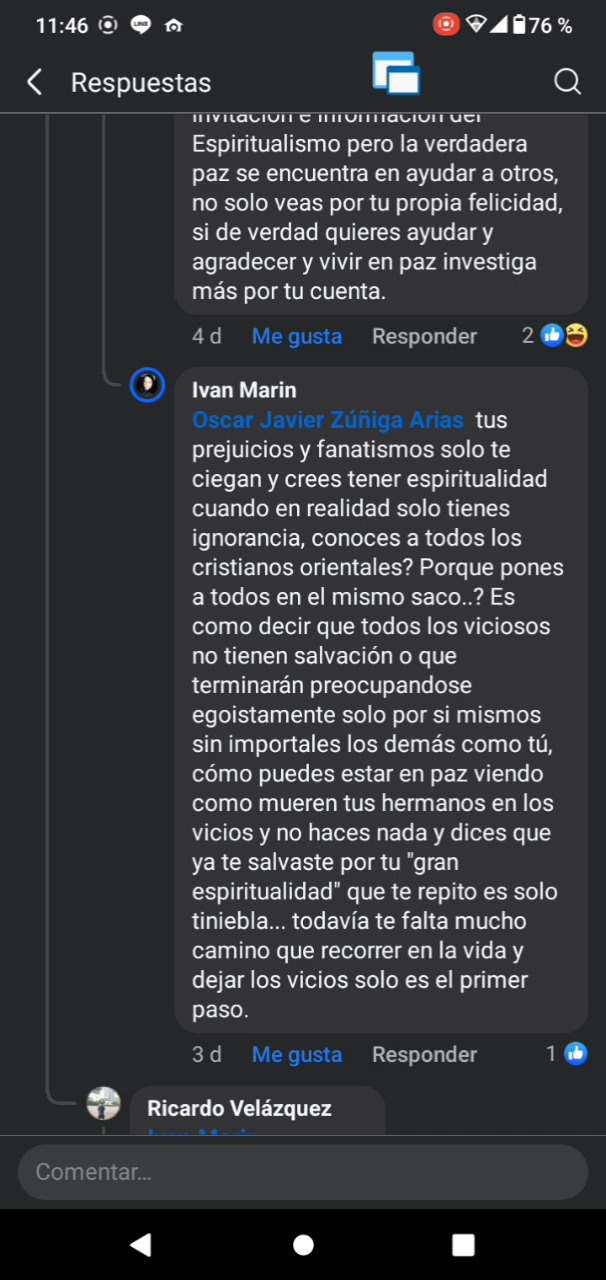 11:46 LINE 76 %
Respuestas
invitación e información del
Espiritualismo pero la verdadera
paz se encuentra en ayudar a otros,
no solo veas por tu propia felicidad,
si de verdad quieres ayudar y
agradecer y vivir en paz investiga
más por tu cuenta.
4 d Me gusta Responder 2
Ivan Marin
Oscar Javier Zúñiga Arias tus
prejuicios y fanatismos solo te
ciegan y crees tener espiritualidad
cuando en realidad solo tienes
ignorancia, conoces a todos los
cristianos orientales? Porque pones
a todos en el mismo saco..? Es
como decir que todos los viciosos
no tienen salvación o que
terminarán preocupandose
egoistamente solo por si mismos
sin importales los demás como tú,
cómo puedes estar en paz viendo
como mueren tus hermanos en los
vicios y no haces nada y dices que
ya te salvaste por tu "gran
espiritualidad" que te repito es solo
tiniebla... todavía te falta mucho
camino que recorrer en la vida y
dejar los vicios solo es el primer
paso.
3 d Me gusta Responder 1
Ricardo Velázquez
Ivan Marin
Comentar...